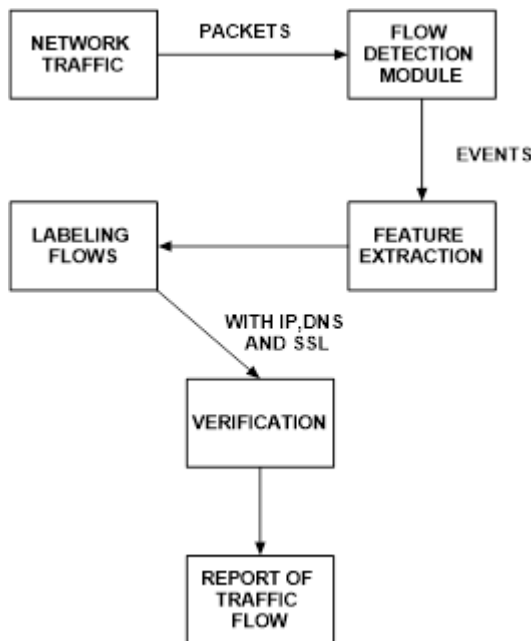 NETWORK
TRAFFIC
PACKETS
FLOW
DETECTION
MODULE
EVENTS
FEATURE
EXTRACTION
LABELING
FLOWS
WITH IP,DNS
AND SSL
VERIFICATION
REPORT OF
TRAFFIC
FLOW